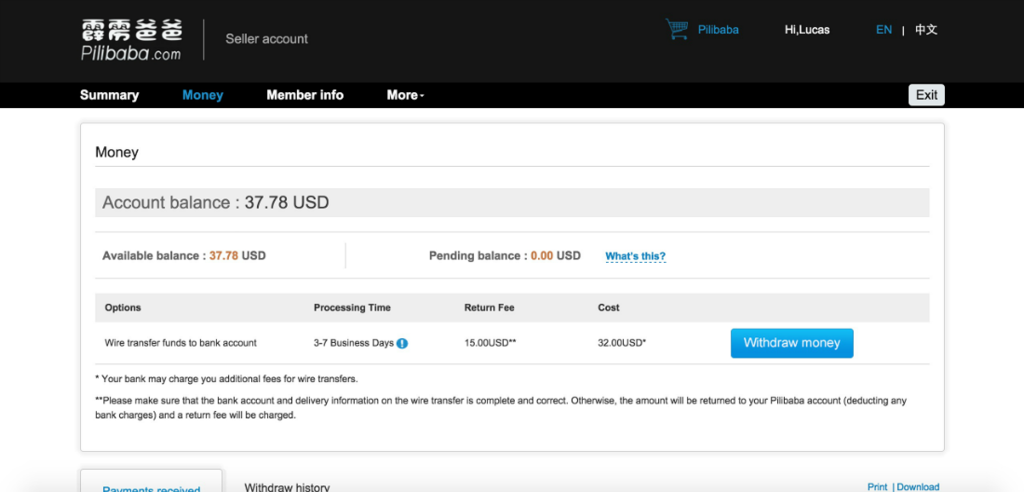 霹雳爸爸
Pilibaba.com
Seller account
Pilibaba
Hi,Lucas
EN | 中文
Summary Money Member info More
Exit
Money
Account balance : 37.78 USD
Available balance : 37.78 USD Pending balance : 0.00 USD What's this?
Options Processing Time Return Fee Cost
Wire transfer funds to bank account 3-7 Business Days 15.00USD** 32.00USD* Withdraw money
* Your bank may charge you additional fees for wire transfers.
**Please make sure that the bank account and delivery information on the wire transfer is complete and correct. Otherwise, the amount will be returned to your Pilibaba account (deducting any
bank charges) and a return fee will be charged.
Payments received Withdraw history Print | Download